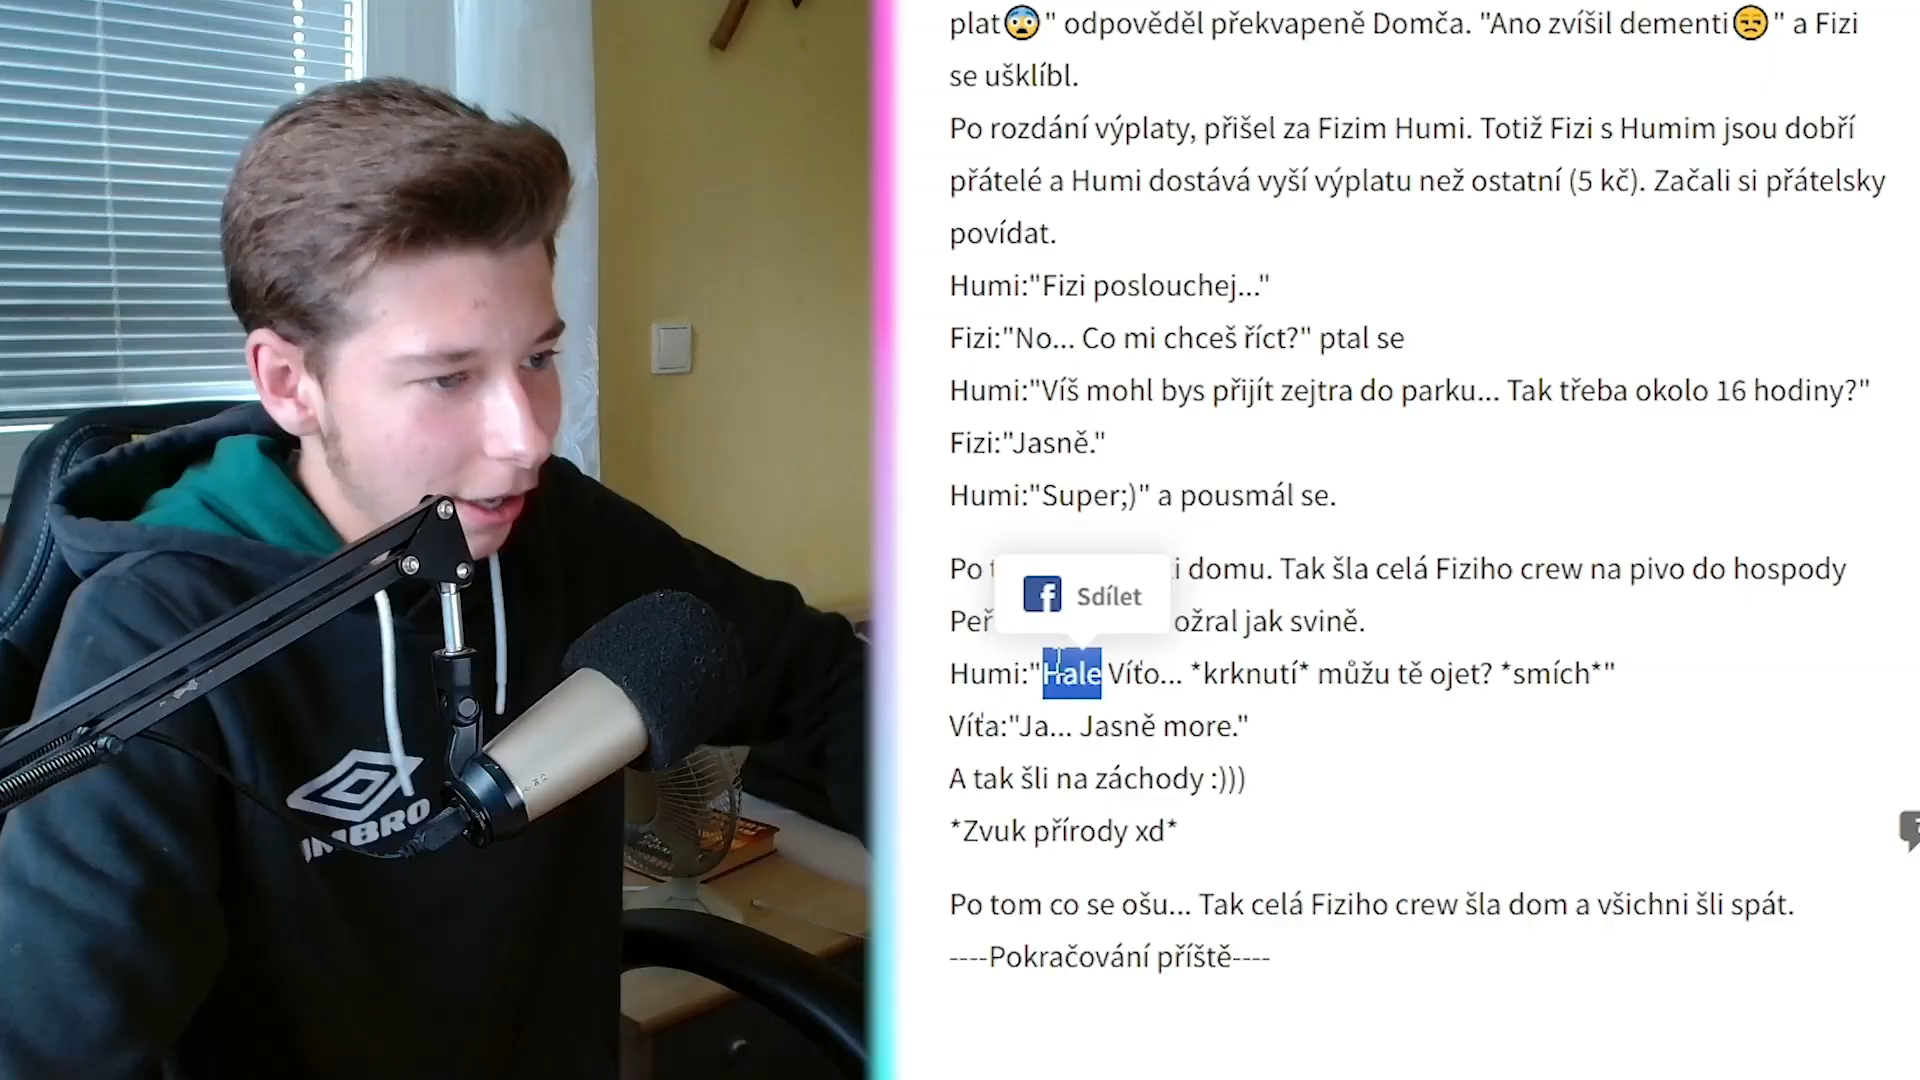 plat😨" odpověděl překvapeně Domča. "Ano zvíšil dementi😒" a Fizi
se ušklíbl.
Po rozdání výplaty, přišel za Fizim Humi. Totiž Fizi s Humim jsou dobří
přátelé a Humi dostává vyší výplatu než ostatní (5 kč). Začali si přátelsky
povídat.
Humi:"Fizi poslouchej..."
Fizi:"No... Co mi chceš říct?" ptal se
Humi:"Víš mohl bys přijít zejtra do parku... Tak třeba okolo 16 hodiny?"
Fizi:"Jasně."
Humi:"Super;)" a pousmál se.
Po domu. Tak šla celá Fiziho crew na pivo do hospody
Sdílet
ožral jak svině.
Humi:"Hale Víťo... *krknutí* můžu tě ojet? *smích*"
Víťa:"Ja... Jasně more."
A tak šli na záchody :)))
*Zvuk přírody xd*
Po tom co se ošu... Tak celá Fiziho crew šla dom a všichni šli spát.
----Pokračování příště----
UMBRO